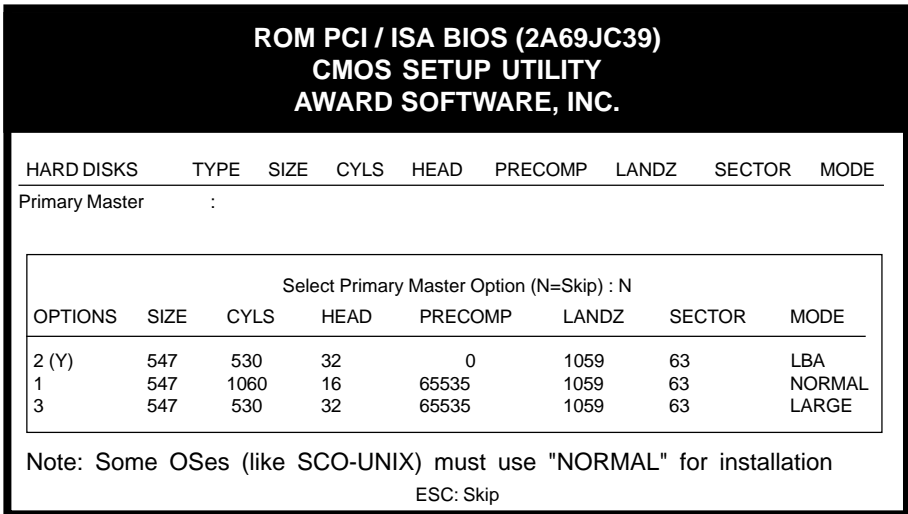 ROM PCI / ISA BIOS (2A69JC39)
CMOS SETUP UTILITY
AWARD SOFTWARE, INC.
HARD DISKS TYPE SIZE CYLS HEAD PRECOMP LANDZ SECTOR MODE
Primary Master :
Select Primary Master Option (N=Skip) : N
OPTIONS SIZE CYLS HEAD PRECOMP LANDZ SECTOR MODE
2 (Y) 547 530 32 0 1059 63 LBA
1 547 1060 16 65535 1059 63 NORMAL
3 547 530 32 65535 1059 63 LARGE
Note: Some OSes (like SCO-UNIX) must use "NORMAL" for installation
ESC: Skip